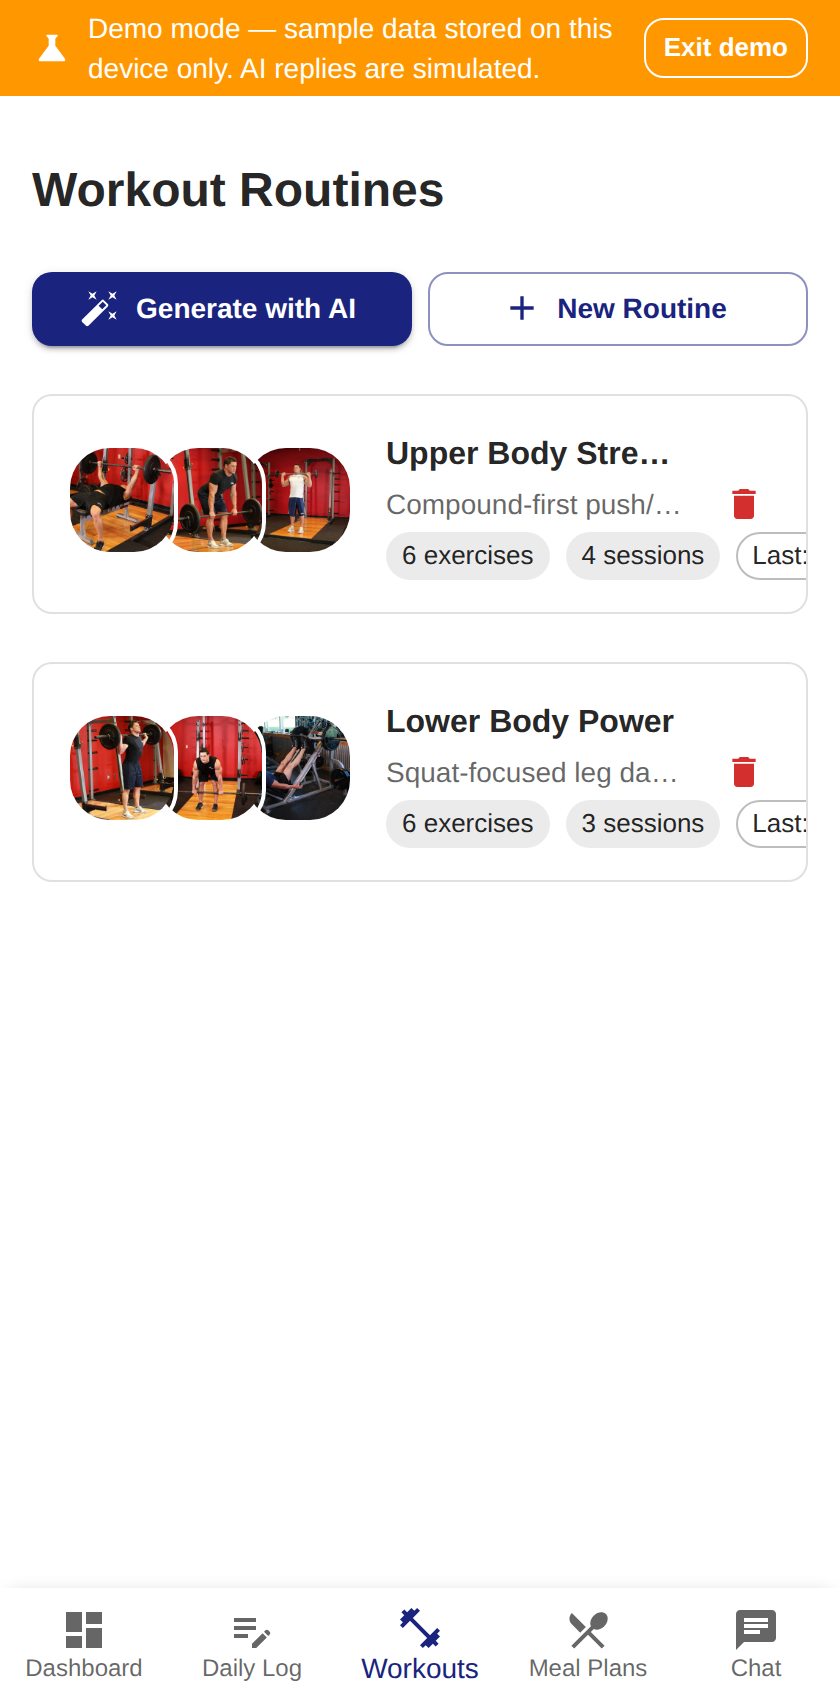 Demo mode — sample data stored on this
device only. AI replies are simulated.
Exit demo
Workout Routines
Generate with AI
New Routine
Upper Body Stre…
Compound-first push/…
6 exercises
4 sessions
Last:
Lower Body Power
Squat-focused leg da…
6 exercises
3 sessions
Last:
Dashboard
Daily Log
Workouts
Meal Plans
Chat